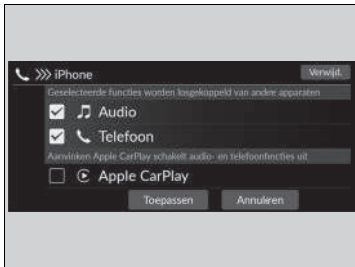 iPhone Verwijd.
Geselecteerde functies worden losgekoppeld van andere apparaten
Audio
Telefoon
Aanvinken Apple CarPlay schakelt audio- en telefoonfuncties uit
Apple CarPlay
Toepassen Annuleren